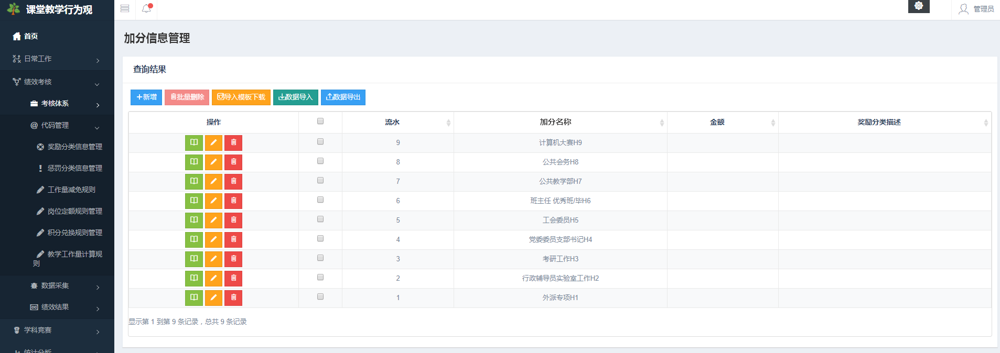 课堂教学行为观
管理员
首页
日常工作
绩效考核
考核体系
@代码管理
奖励分类信息管理
惩罚分类信息管理
工作量减免规则
岗位定额规则管理
积分兑换规则管理
教学工作量计算规
则
数据采集
绩效结果
学科竞赛
统计分析
加分信息管理
查询结果
+新增 批量删除 导入模板下载 数据导入 数据导出
操作 流水 加分名称 金额 奖励分类描述
9 计算机大赛H9
8 公共会务H8
7 公共教学部H7
6 班主任 优秀班/毕H6
5 工会委员H5
4 党委委员支部书记H4
3 考研工作H3
2 行政辅导员实验室工作H2
1 外派专项H1
显示第 1 到第 9 条记录，总共 9 条记录